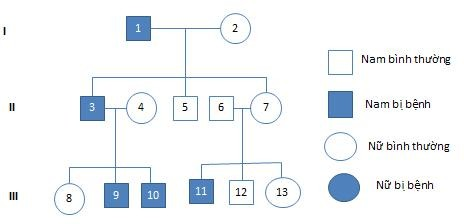 I
1
2
Nam bình thường
II
3
4
5
6
7
Nam bị bệnh
Nữ bình thường
III
8
9
10
11
12
13
Nữ bị bệnh